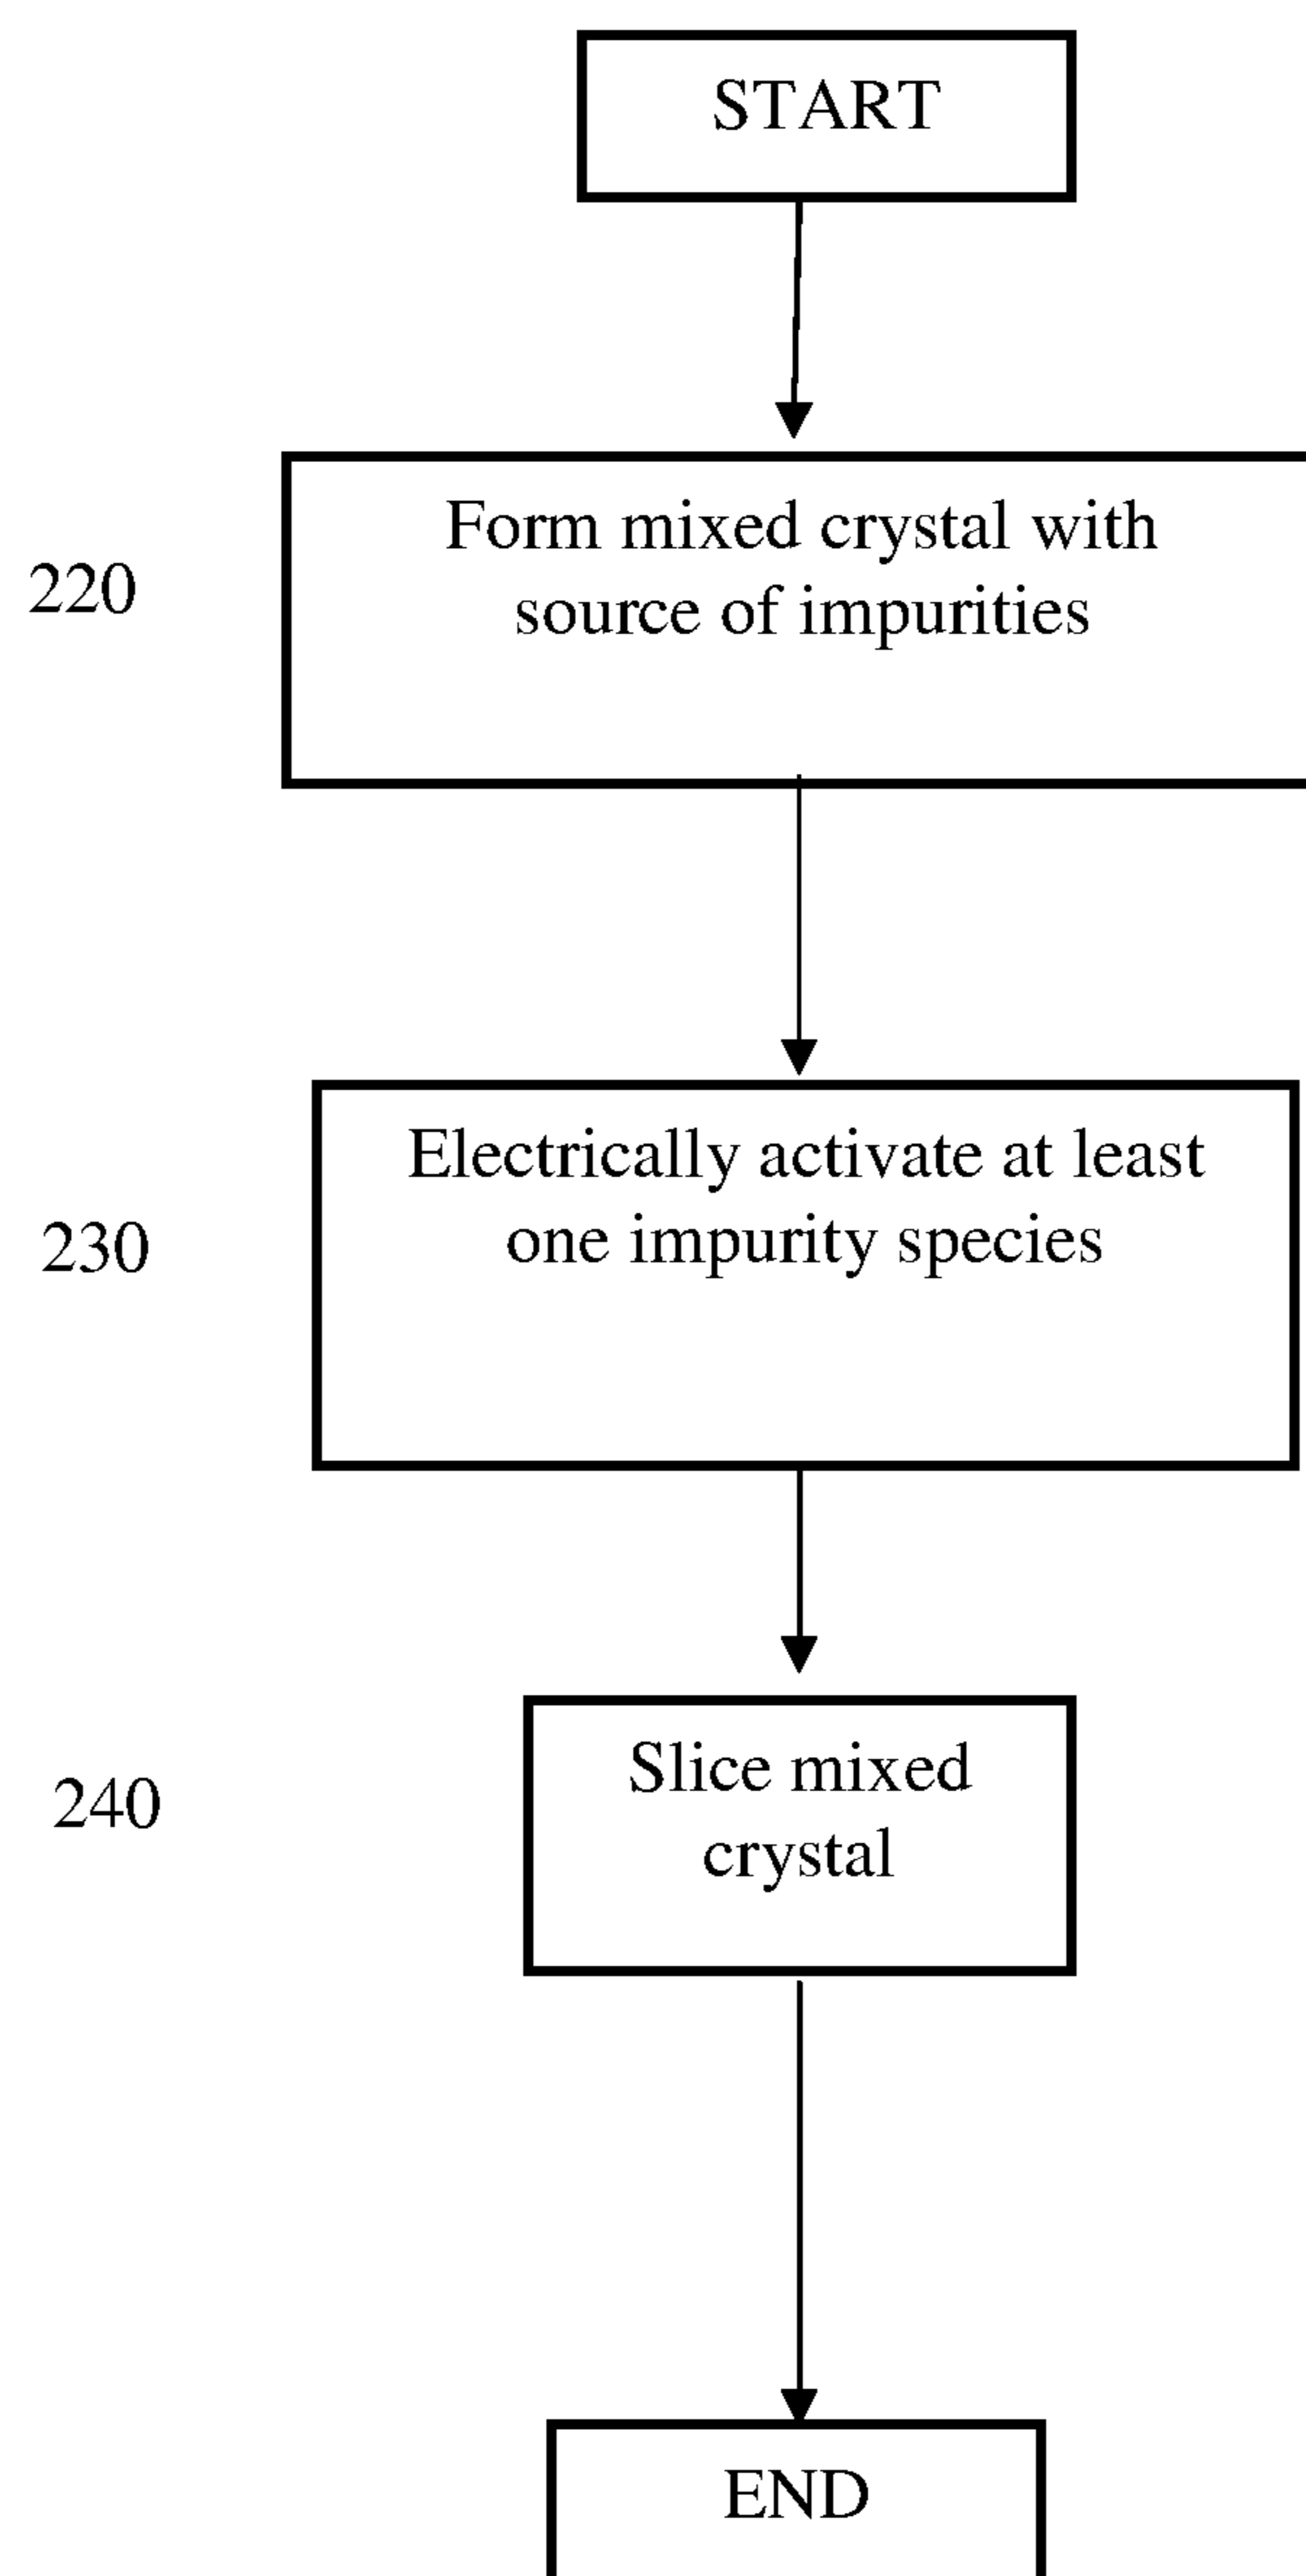 START
220
Form mixed crystal with
source of impurities
230
Electrically activate at least
one impurity species
240
Slice mixed
crystal
END